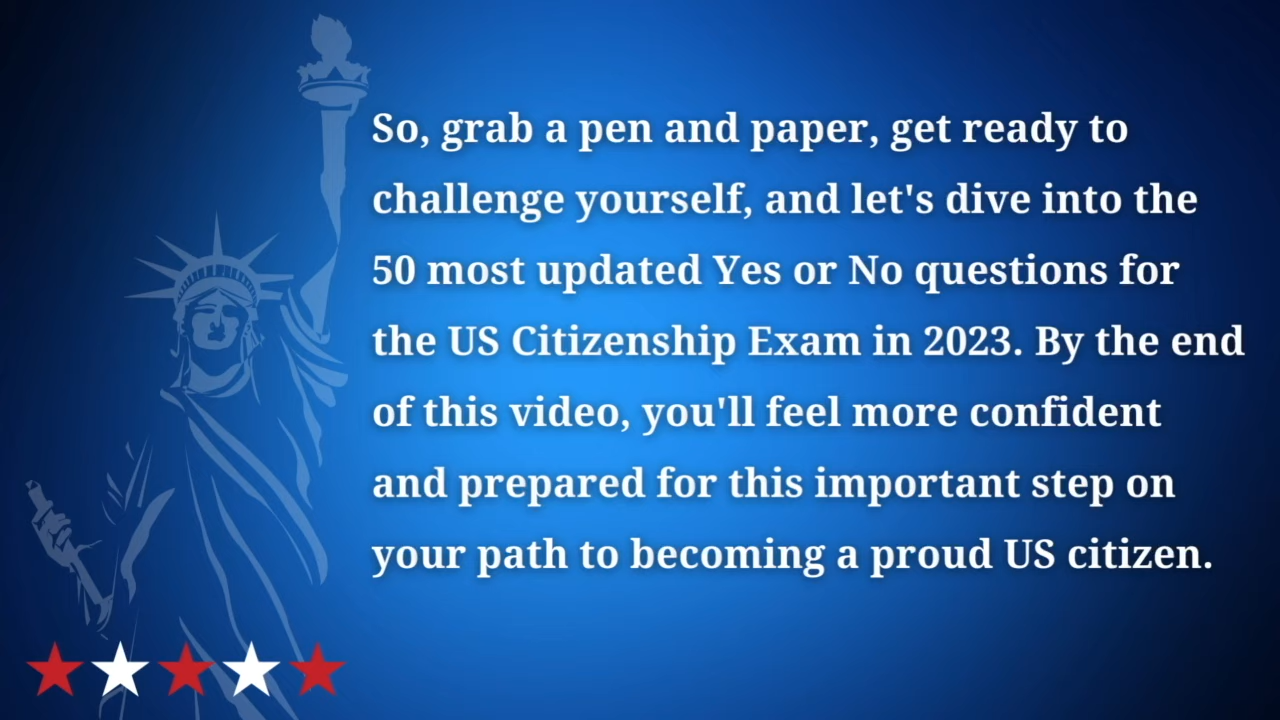 So, grab a pen and paper, get ready to
challenge yourself, and let's dive into the
50 most updated Yes or No questions for
the US Citizenship Exam in 2023. By the end
of this video, you'll feel more confident
and prepared for this important step on
your path to becoming a proud US citizen.